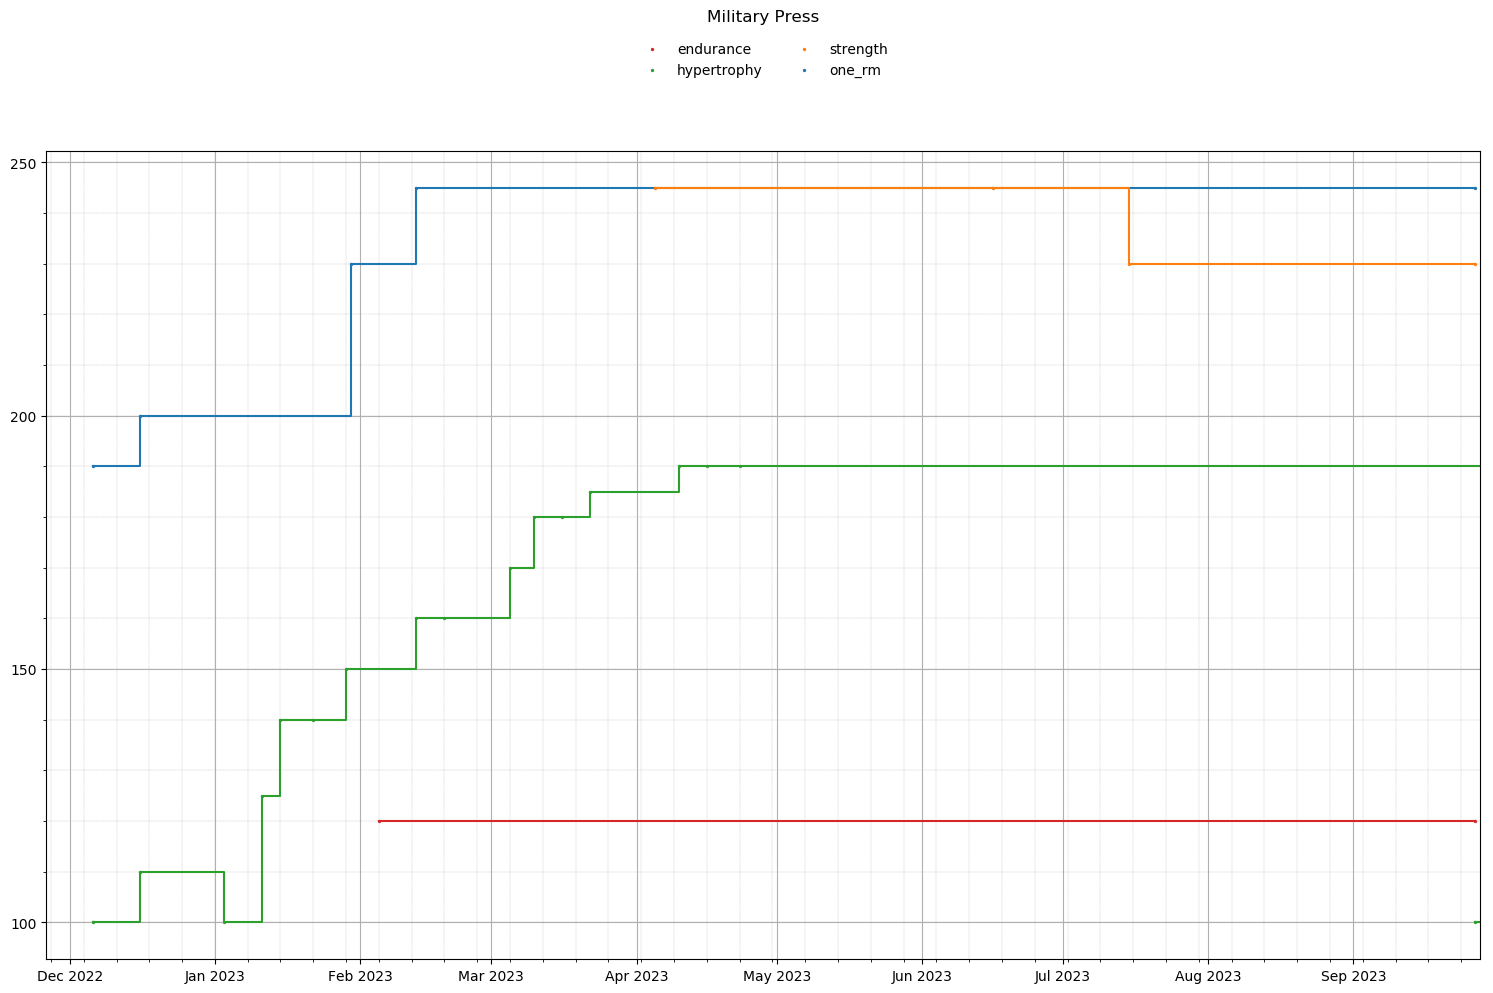 Military Press
endurance strength
hypertrophy one_rm
250
200
150
100
Dec 2022 Jan 2023 Feb 2023 Mar 2023 Apr 2023 May 2023 Jun 2023 Jul 2023 Aug 2023 Sep 2023